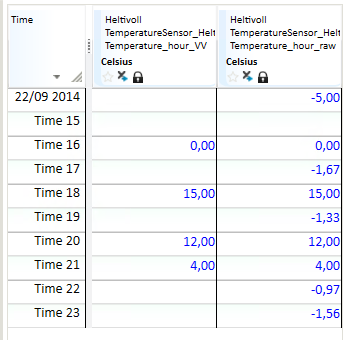 Time
Heltivoll
TemperatureSensor_Helt
Temperature_hour_VV
Celsius
Heltivoll
TemperatureSensor_Helt
Temperature_hour_raw
Celsius
22/09 2014 -5,00
Time 15
Time 16 0,00 0,00
Time 17 -1,67
Time 18 15,00 15,00
Time 19 -1,33
Time 20 12,00 12,00
Time 21 4,00 4,00
Time 22 -0,97
Time 23 -1,56